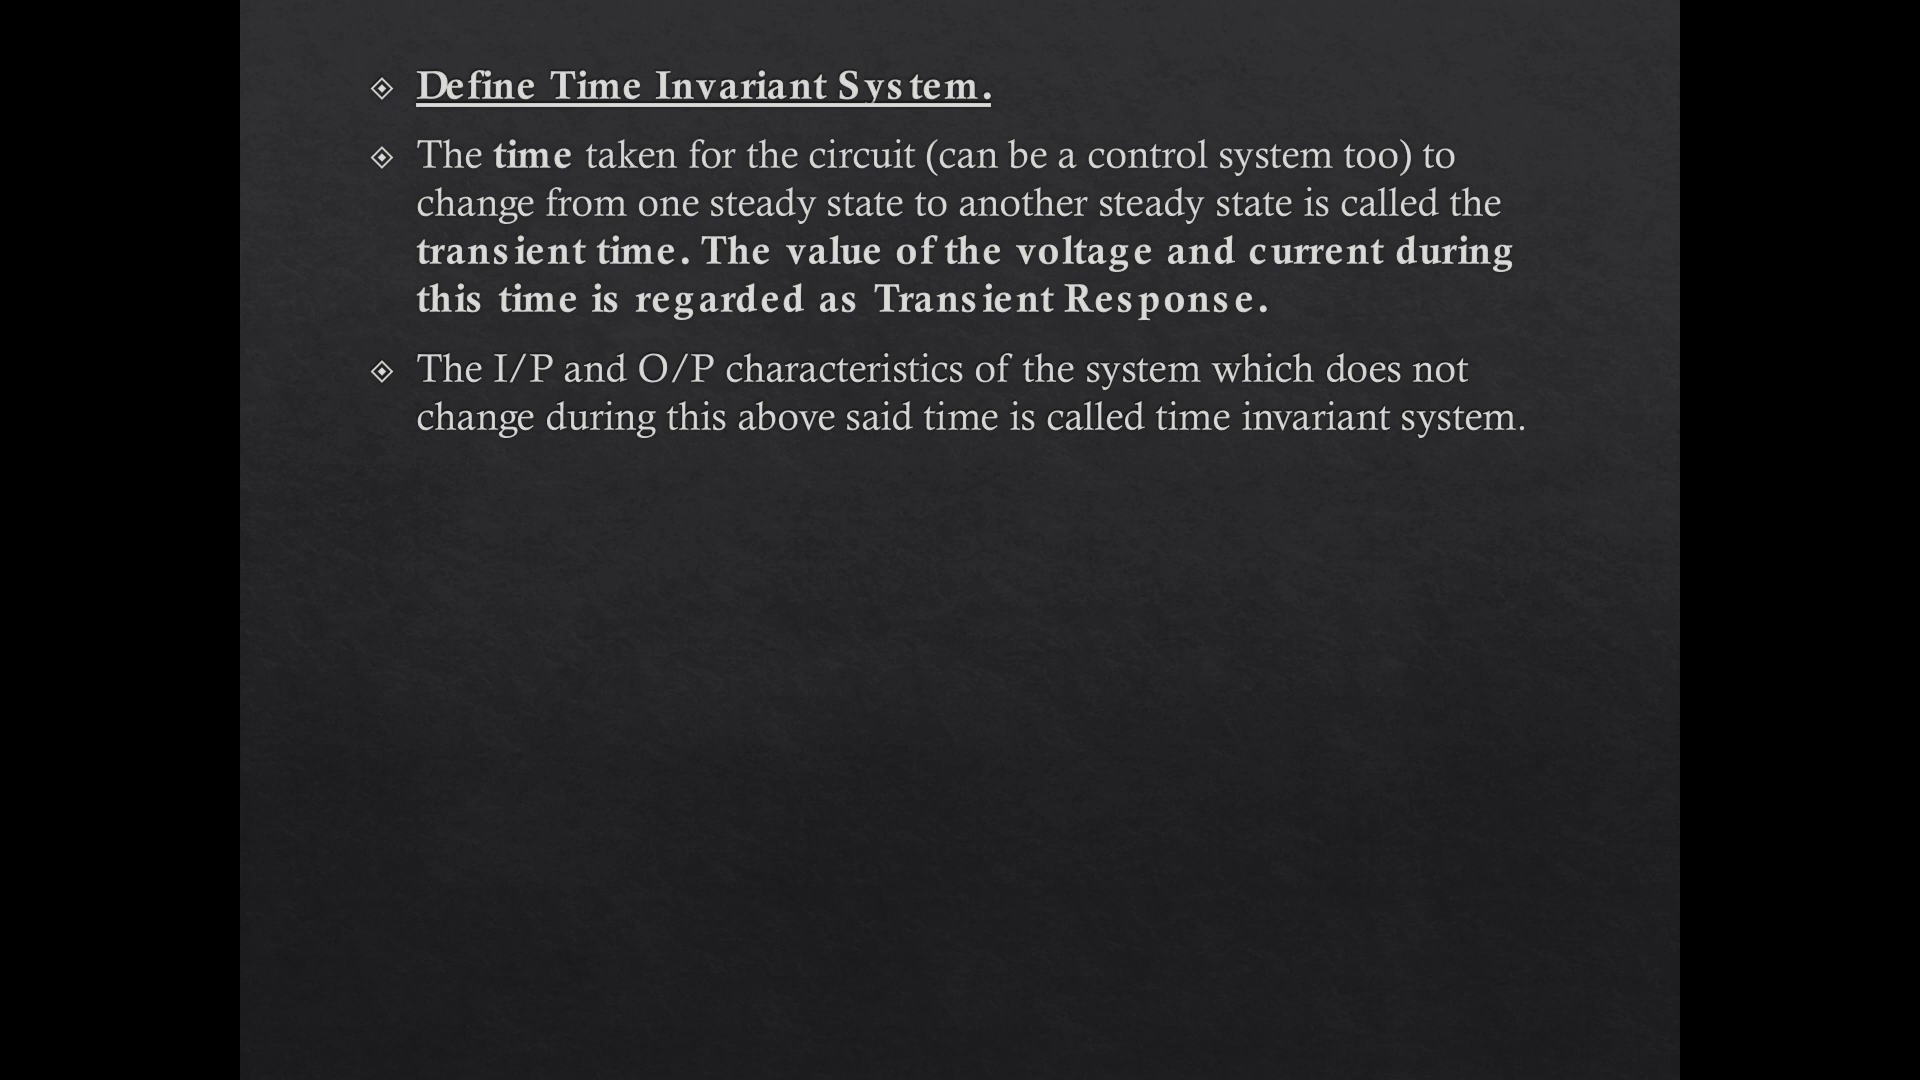 Define Time Invariant System.
The time taken for the circuit (can be a control system too) to
change from one steady state to another steady state is called the
transient time. The value of the voltage and current during
this time is regarded as Transient Response.
The I/P and O/P characteristics of the system which does not
change during this above said time is called time invariant system.